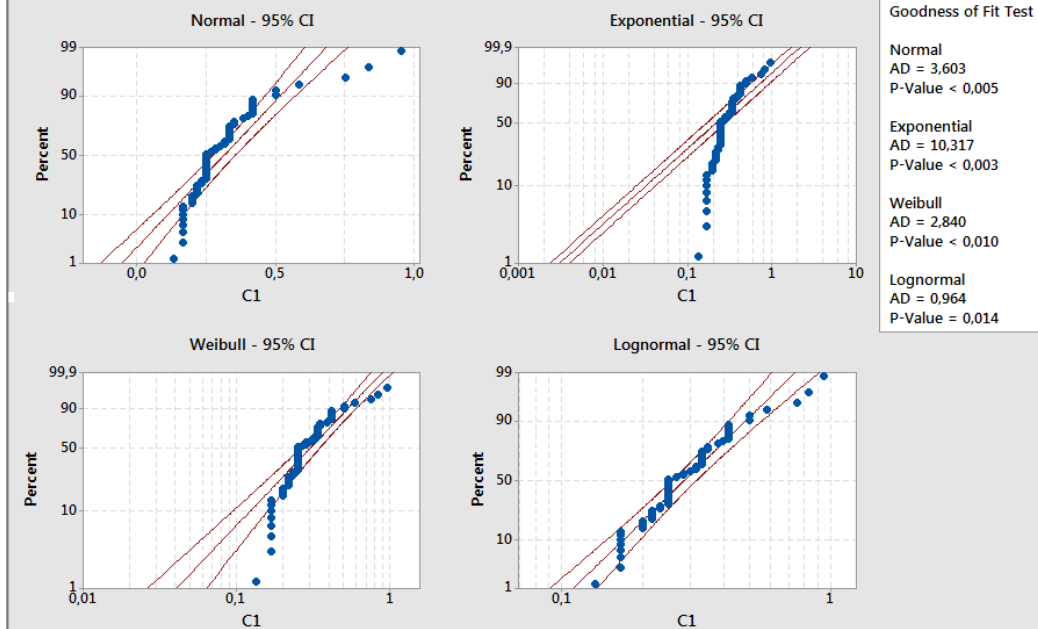 Normal - 95% CI
99
90
50
10
1
Percent
0,0 0,5 1,0
C1
Exponential - 95% CI
99,9
90
50
10
1
Percent
0,001 0,01 0,1 1 10
C1
Goodness of Fit Test
Normal
AD = 3,603
P-Value < 0,005
Exponential
AD = 10,317
P-Value < 0,003
Weibull
AD = 2,840
P-Value < 0,010
Lognormal
AD = 0,964
P-Value = 0,014
Weibull - 95% CI
99,9
90
50
10
1
Percent
0,01 0,1 1
C1
Lognormal - 95% CI
99
90
50
10
1
Percent
0,1 1
C1